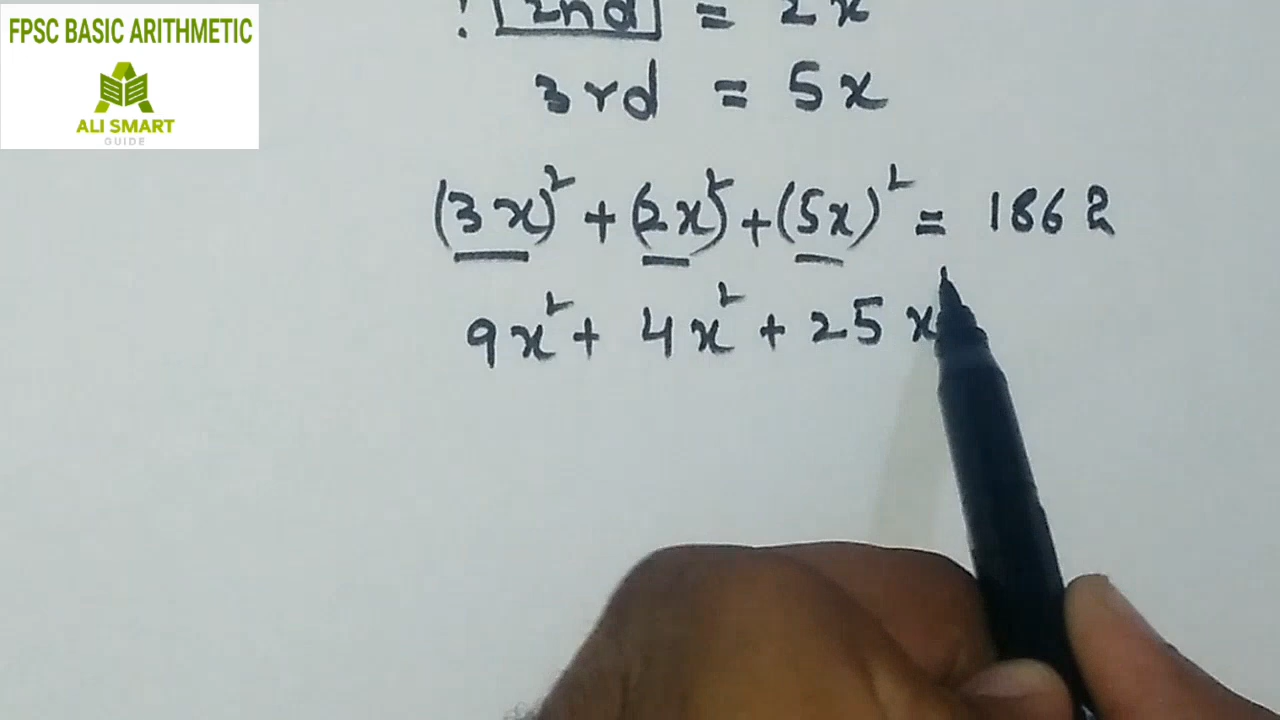 FPSC BASIC ARITHMETIC
ALI SMART
GUIDE
: 2nd = 2x
3rd = 5x
(3x)² + (2x)² + (5x)² = 1862
9x² + 4x² + 25x